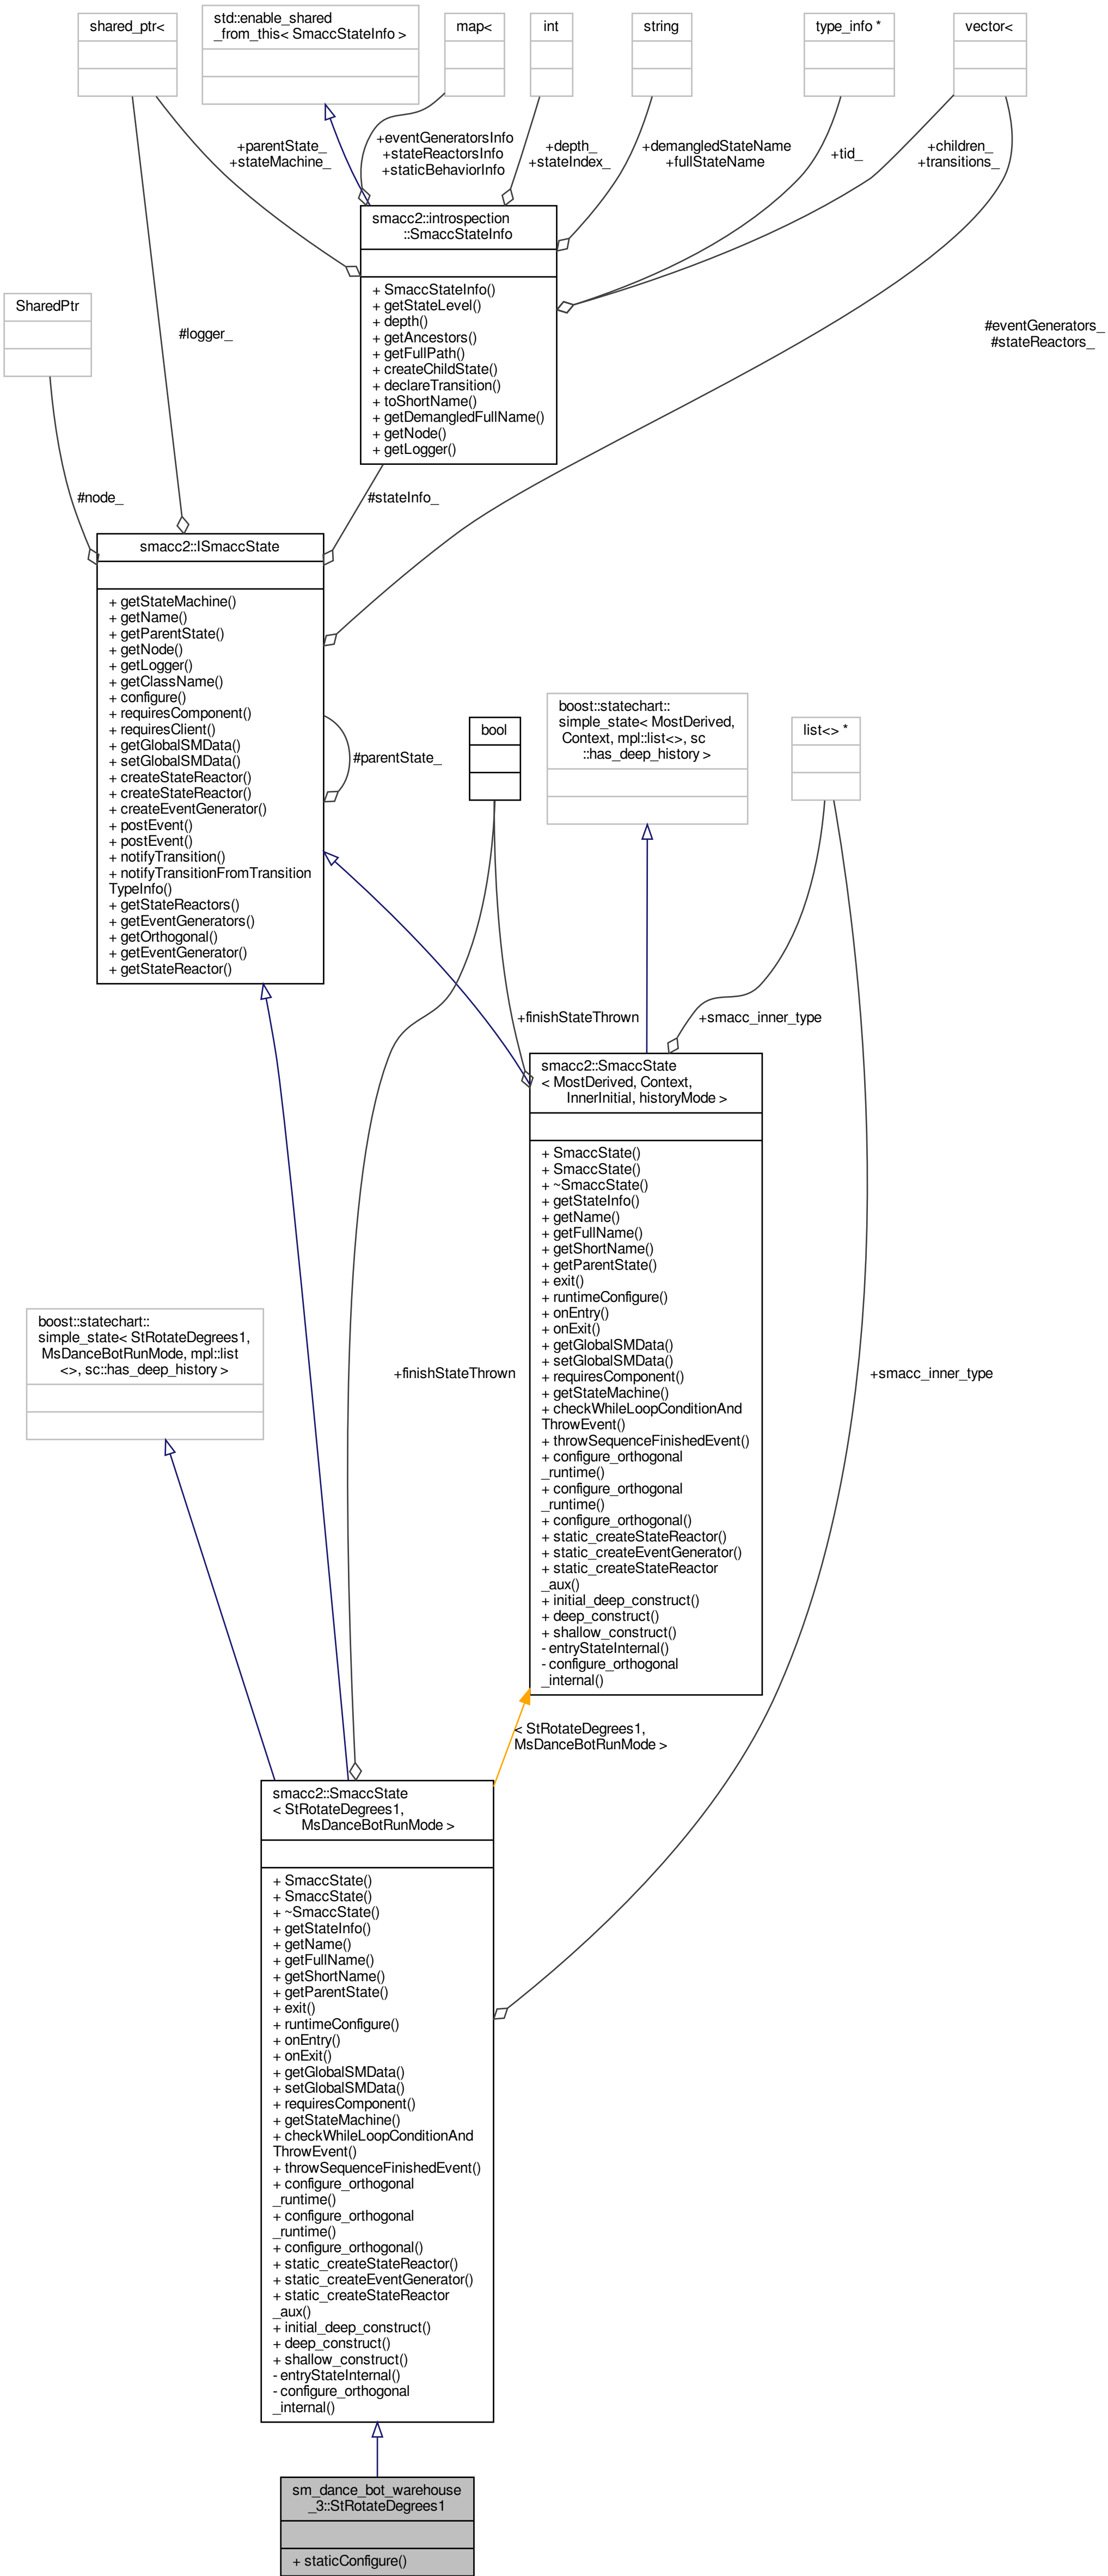 shared_ptr<
std::enable_shared
_from_this< SmaccStateInfo >
map<
int
string
type_info *
vector<
+parentState_
+stateMachine_
+eventGeneratorsInfo
+stateReactorsInfo
+staticBehaviorInfo
+depth_
+stateIndex_
+demangledStateName
+fullStateName
+tid_
+children_
+transitions_
smacc2::introspection
::SmaccStateInfo
+ SmaccStateInfo()
+ getStateLevel()
+ depth()
+ getAncestors()
+ getFullPath()
+ createChildState()
+ declareTransition()
+ toShortName()
+ getDemangledFullName()
+ getNode()
+ getLogger()
SharedPtr
#logger_
#eventGenerators_
#stateReactors_
#node_
#stateInfo_
smacc2::ISmaccState
+ getStateMachine()
+ getName()
+ getParentState()
+ getNode()
+ getLogger()
+ getClassName()
+ configure()
+ requiresComponent()
+ requiresClient()
+ getGlobalSMData()
+ setGlobalSMData()
+ createStateReactor()
+ createStateReactor()
+ createEventGenerator()
+ postEvent()
+ postEvent()
+ notifyTransition()
+ notifyTransitionFromTransition
TypeInfo()
+ getStateReactors()
+ getEventGenerators()
+ getOrthogonal()
+ getEventGenerator()
+ getStateReactor()
#parentState_
bool
boost::statechart::
simple_state< MostDerived,
Context, mpl::list<>, sc
::has_deep_history >
list<> *
+finishStateThrown
+smacc_inner_type
smacc2::SmaccState
< MostDerived, Context,
InnerInitial, historyMode >
+ SmaccState()
+ SmaccState()
+ ~SmaccState()
+ getStateInfo()
+ getName()
+ getFullName()
+ getShortName()
+ getParentState()
+ exit()
+ runtimeConfigure()
+ onEntry()
+ onExit()
+ getGlobalSMData()
+ setGlobalSMData()
+ requiresComponent()
+ getStateMachine()
+ checkWhileLoopConditionAnd
ThrowEvent()
+ throwSequenceFinishedEvent()
+ configure_orthogonal
_runtime()
+ configure_orthogonal
_runtime()
+ configure_orthogonal()
+ static_createStateReactor()
+ static_createEventGenerator()
+ static_createStateReactor
_aux()
+ initial_deep_construct()
+ deep_construct()
+ shallow_construct()
- entryStateInternal()
- configure_orthogonal
_internal()
boost::statechart::
simple_state< StRotateDegrees1,
MsDanceBotRunMode, mpl::list
<>, sc::has_deep_history >
+finishStateThrown
+smacc_inner_type
< StRotateDegrees1,
MsDanceBotRunMode >
smacc2::SmaccState
< StRotateDegrees1,
MsDanceBotRunMode >
+ SmaccState()
+ SmaccState()
+ ~SmaccState()
+ getStateInfo()
+ getName()
+ getFullName()
+ getShortName()
+ getParentState()
+ exit()
+ runtimeConfigure()
+ onEntry()
+ onExit()
+ getGlobalSMData()
+ setGlobalSMData()
+ requiresComponent()
+ getStateMachine()
+ checkWhileLoopConditionAnd
ThrowEvent()
+ throwSequenceFinishedEvent()
+ configure_orthogonal
_runtime()
+ configure_orthogonal
_runtime()
+ configure_orthogonal()
+ static_createStateReactor()
+ static_createEventGenerator()
+ static_createStateReactor
_aux()
+ initial_deep_construct()
+ deep_construct()
+ shallow_construct()
- entryStateInternal()
- configure_orthogonal
_internal()
sm_dance_bot_warehouse
_3::StRotateDegrees1
+ staticConfigure()